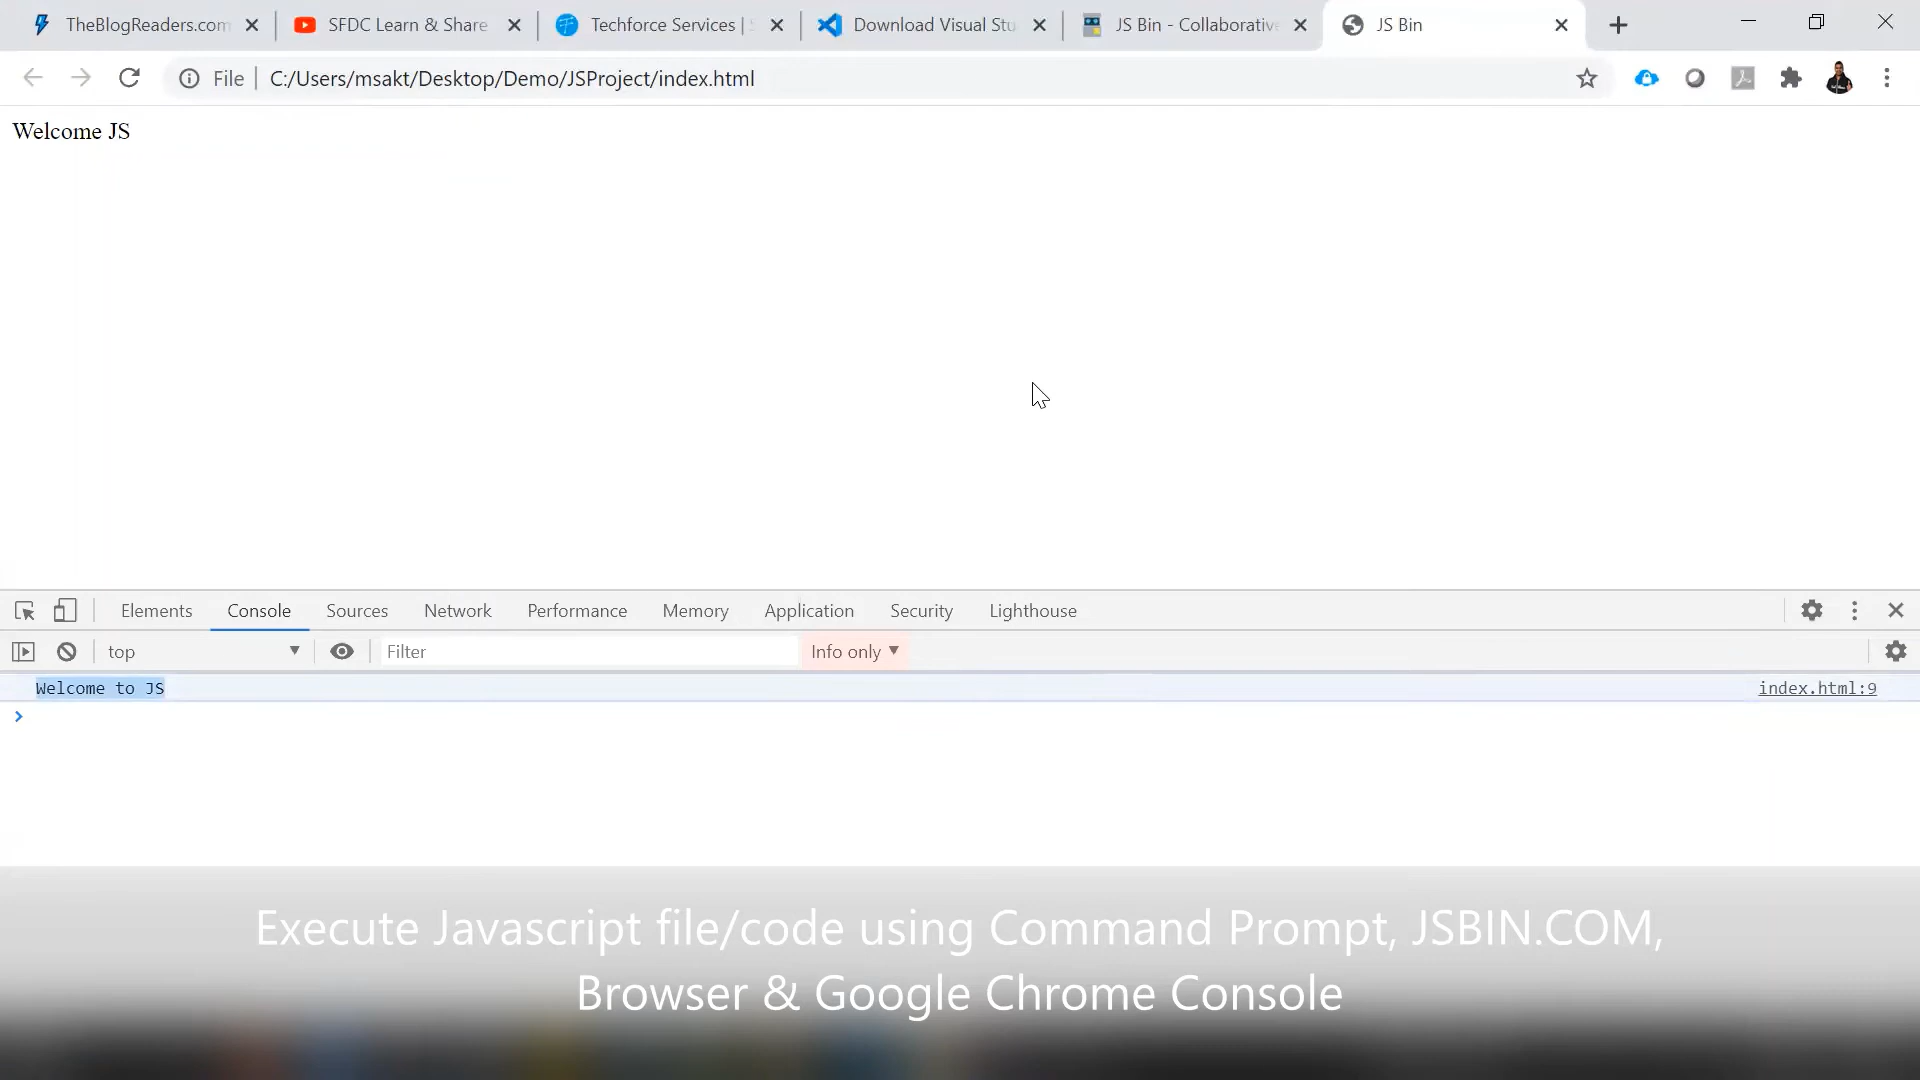 TheBlogReaders.com
SFDC Learn & Share
Techforce Services |
Download Visual Stu
JS Bin - Collaborative
JS Bin
File
C:/Users/msakt/Desktop/Demo/JSProject/index.html
Welcome JS
Elements
Console
Sources
Network
Performance
Memory
Application
Security
Lighthouse
top
Filter
Info only
Welcome to JS
index.html:9
Execute Javascript file/code using Command Prompt, JSBIN.COM,
Browser & Google Chrome Console